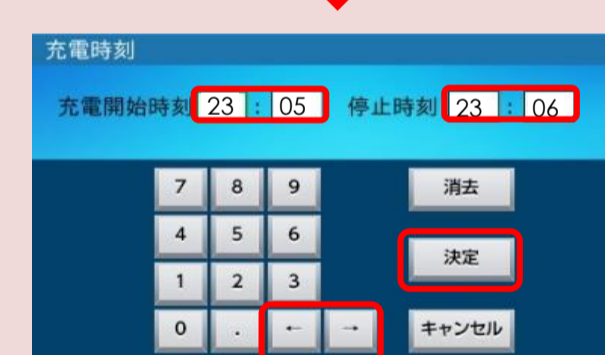 充電時刻
充電開始時刻 23 : 05 停止時刻 23 : 06
7 8 9 消去
4 5 6
決定
1 2 3
0 . ← → キャンセル